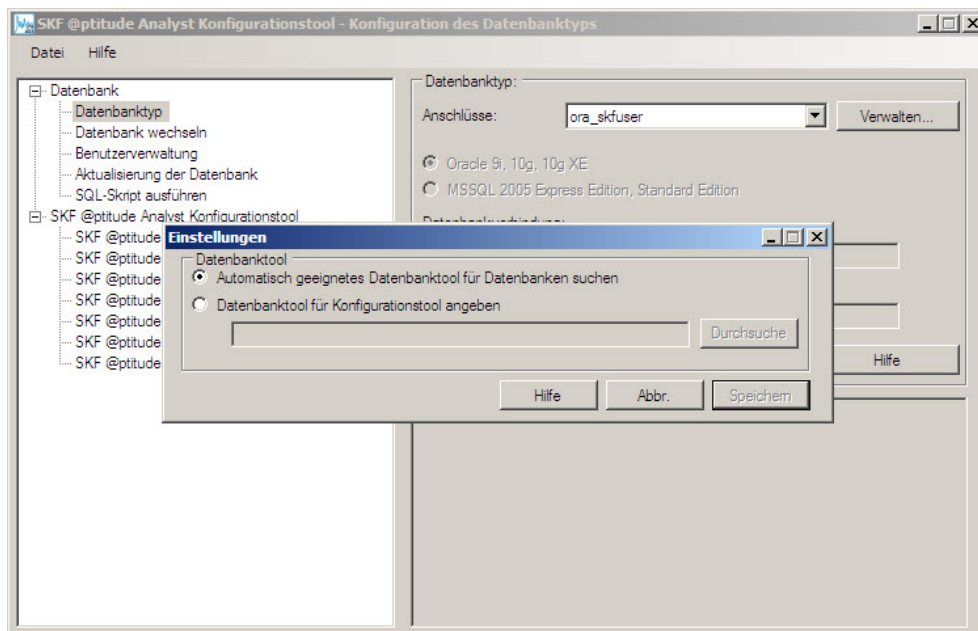 SKF @ptitude Analyst Konfigurationstool - Konfiguration des Datenbanktyps
Datei Hilfe
Datenbank
Datenbanktyp
Datenbank wechseln
Benutzerverwaltung
Aktualisierung der Datenbank
SQL-Skript ausführen
SKF @ptitude Analyst Konfigurationstool
SKF @ptitude
SKF @ptitude
SKF @ptitude
SKF @ptitude
SKF @ptitude
SKF @ptitude
SKF @ptitude
Datenbanktyp:
Anschlüsse: ora_skfuser Verwalten...
Oracle 9i, 10g, 10g XE
MSSQL 2005 Express Edition, Standard Edition
Datenbankverbindung:
Hilfe
Einstellungen
Datenbanktool
Automatisch geeignetes Datenbanktool für Datenbanken suchen
Datenbanktool für Konfigurationstool angeben
Durchsuche
Hilfe Abbr. Speichern